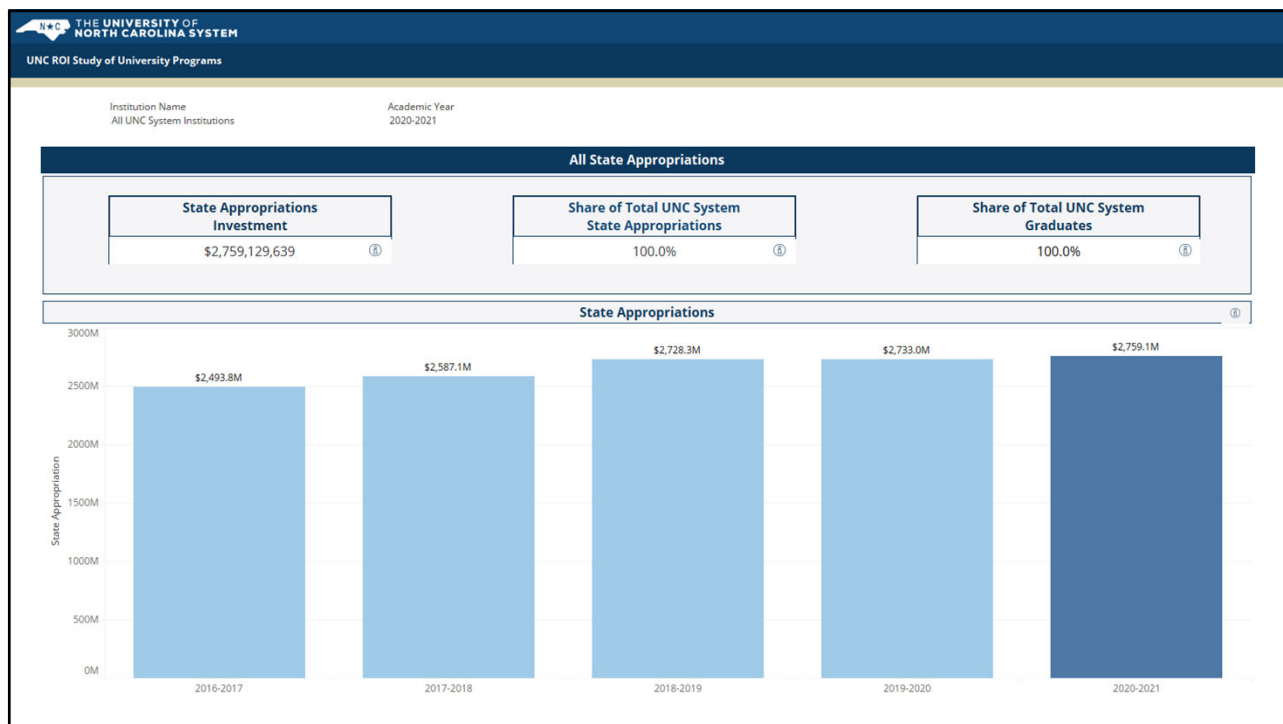 N★C THE UNIVERSITY OF
NORTH CAROLINA SYSTEM
UNC ROI Study of University Programs
Institution Name
All UNC System Institutions
Academic Year
2020-2021
All State Appropriations
State Appropriations
Investment
$2,759,129,639
Share of Total UNC System
State Appropriations
100.0%
Share of Total UNC System
Graduates
100.0%
State Appropriations
3000M
2500M
2000M
1500M
1000M
500M
0M
State Appropriation
$2,493.8M
$2,587.1M
$2,728.3M
$2,733.0M
$2,759.1M
2016-2017
2017-2018
2018-2019
2019-2020
2020-2021